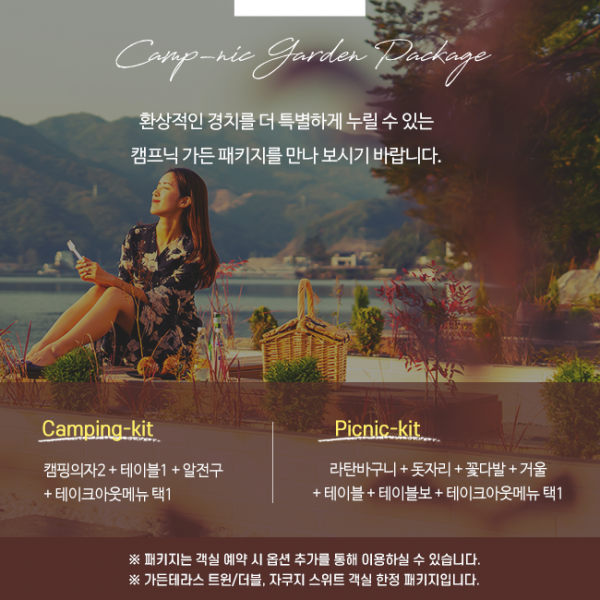 Camp-nic Garden Package
환상적인 경치를 더 특별하게 누릴 수 있는
캠프닉 가든 패키지를 만나 보시기 바랍니다.
Camping-kit
캠핑의자2 + 테이블1 + 알전구
+ 테이크아웃메뉴 택1
Picnic-kit
라탄바구니 + 돗자리 + 꽃다발 + 거울
+ 테이블 + 테이블보 + 테이크아웃메뉴 택1
※ 패키지는 객실 예약 시 옵션 추가를 통해 이용하실 수 있습니다.
※ 가든테라스 트윈/더블, 자쿠지 스위트 객실 한정 패키지입니다.